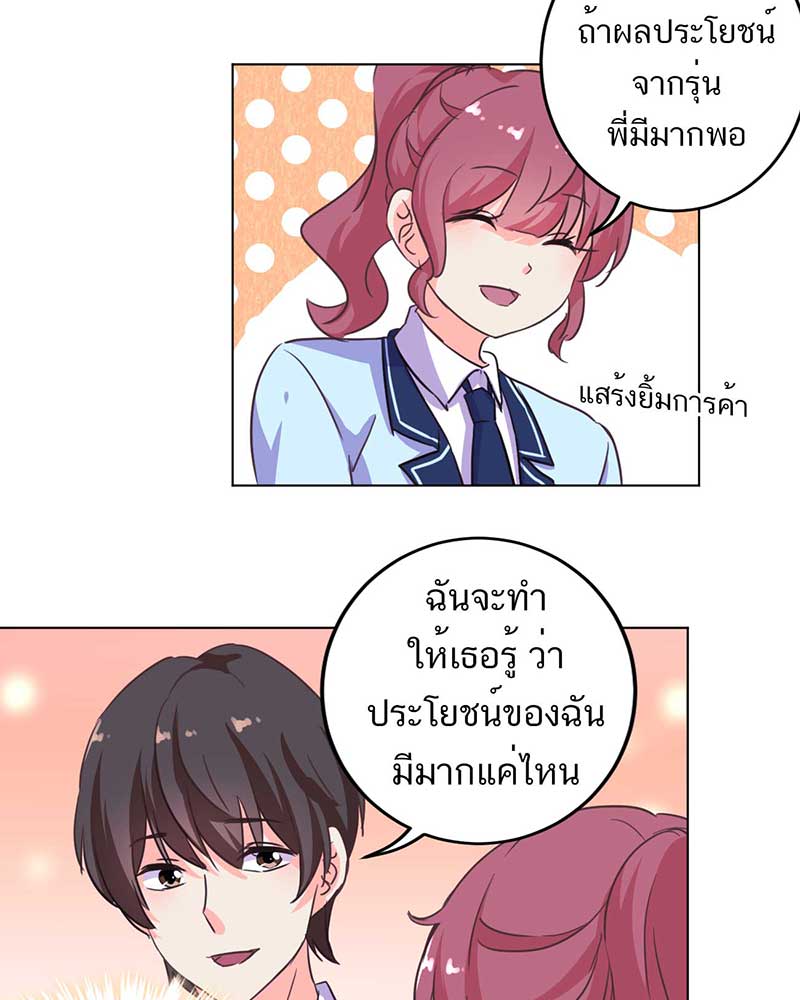 ถ้าผลประโยชน์
จากรุ่น
พี่มีมากพอ
แสร้งยิ้มการค้า
ฉันจะทำ
ให้เธอรู้ ว่า
ประโยชน์ของฉัน
มีมากแค่ไหน